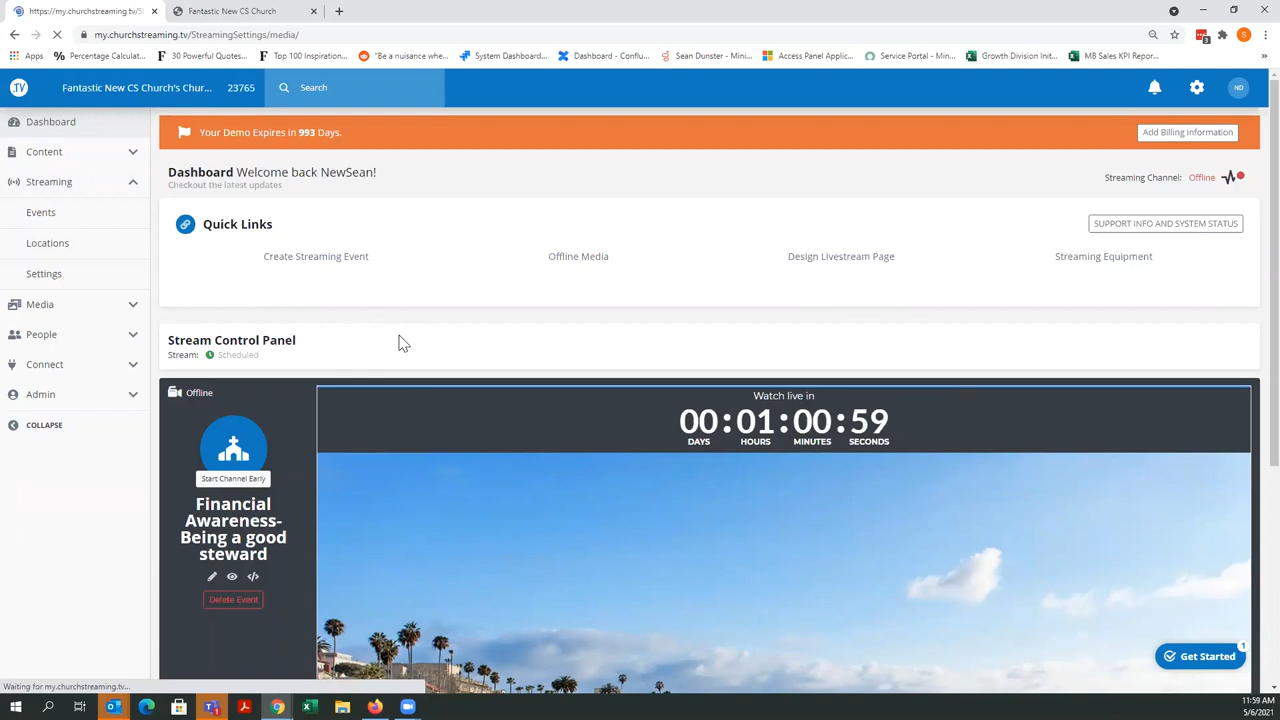 https://my.churchstreaming.tv/S
Fantastic New CS Church
my.churchstreaming.tv/StreamingSettings/media/
Apps
Percentage Calculat...
30 Powerful Quotes...
Top 100 Inspiration...
"Be a nuisance whe...
System Dashboard...
Dashboard - Conflu...
Sean Dunster - Mini...
Access Panel Applic...
Service Portal - Min...
Growth Division Init...
MB Sales KPI Repor...
.TV
Fantastic New CS Church's Chur...
23765
Search
ND
Dashboard
Content
Streaming
Events
Locations
Settings
Media
People
Connect
Admin
COLLAPSE
Your Demo Expires in 993 Days.
Add Billing information
Dashboard Welcome back NewSean!
Checkout the latest updates
Streaming Channel: Offline
Quick Links
SUPPORT INFO AND SYSTEM STATUS
Create Streaming Event
Offline Media
Design Livestream Page
Streaming Equipment
Stream Control Panel
Stream: Scheduled
Offline
Start Channel Early
Financial
Awareness-
Being a good
steward
Delete Event
Watch live in
00:01:00:59
DAYS HOURS MINUTES SECONDS
1
Get Started
Waiting for my.churchstreaming.tv...
11:59 AM
5/6/2021